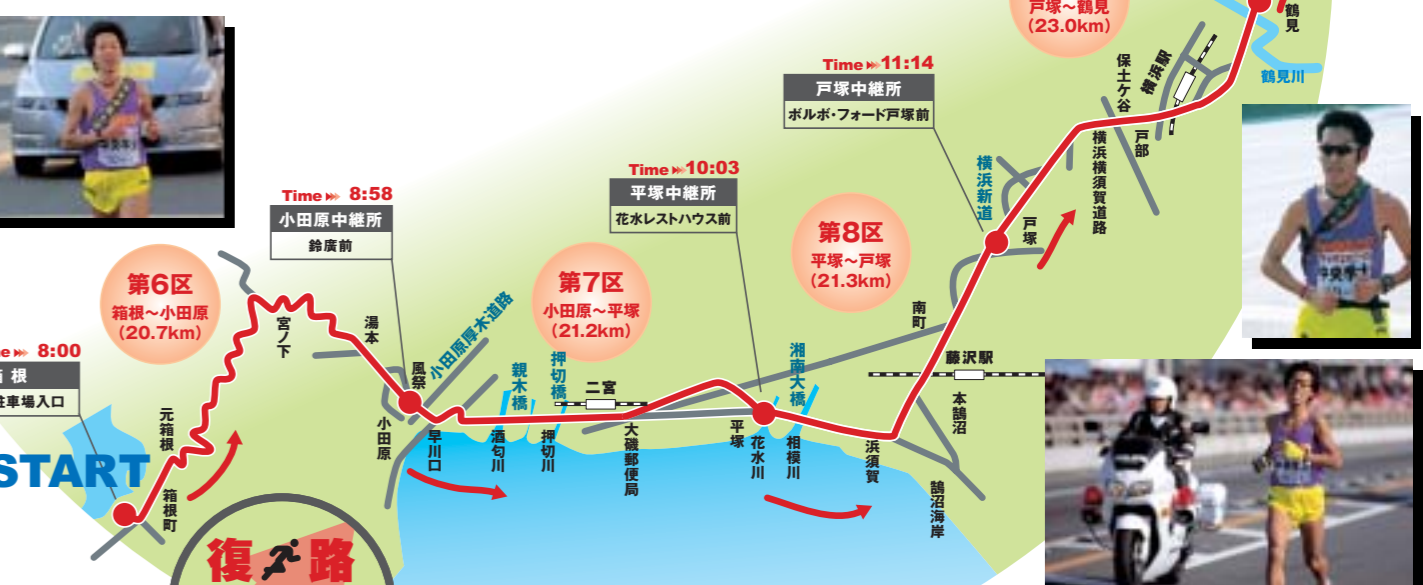 戸塚〜鶴見
(23.0km)
鶴見
鶴見川
横浜駅
保土ケ谷
戸部
横浜横須賀道路
Time 11:14
戸塚中継所
ボルボ・フォード戸塚前
横浜新道
戸塚
Time 10:03
平塚中継所
花水レストハウス前
第8区
平塚〜戸塚
(21.3km)
南町
藤沢駅
本鵠沼
鵠沼海岸
浜須賀
湘南大橋
相模川
花水川
平塚
大磯郵便局
二宮
第7区
小田原〜平塚
(21.2km)
押切橋
押切川
親木橋
酒匂川
小田原厚木道路
早川口
小田原
風祭
Time 8:58
小田原中継所
鈴廣前
湯本
宮ノ下
第6区
箱根〜小田原
(20.7km)
8:00
根
駐車場入口
元箱根
箱根町
START
復路
中央学